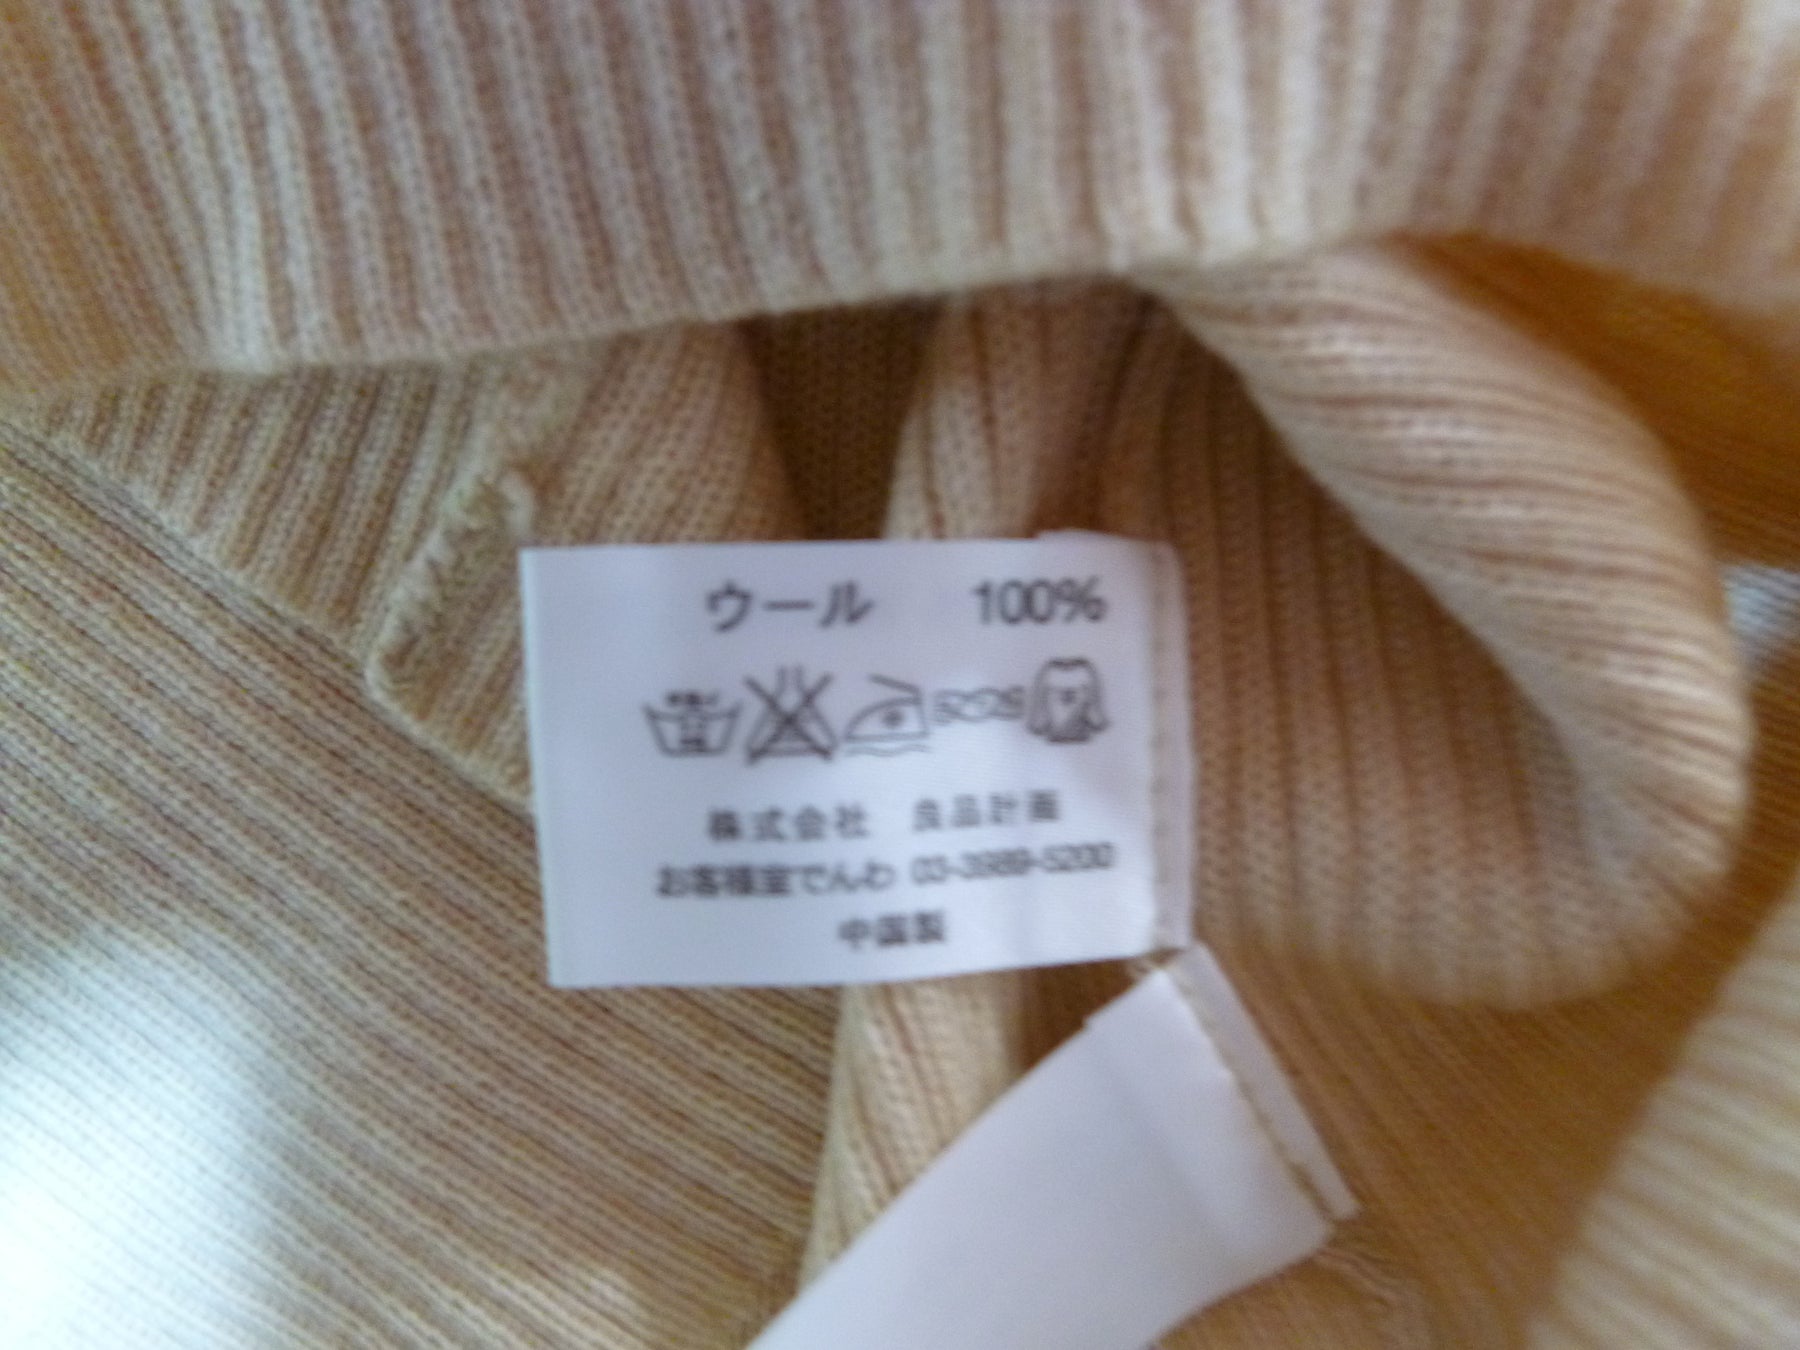 ウール 100%
株式会社 良品計画
お客様室でんわ 03-3989-5200
中国製